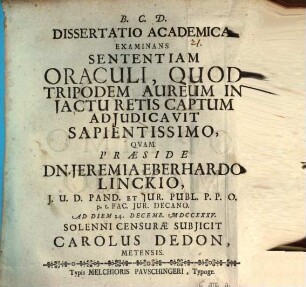 B. C. D.
DISSERTATIO ACADEMICA
EXAMINANS
21.
SENTENTIAM
ORACULI, QUOD
TRIPODEM AUREUM IN
JACTU RETIS CAPTUM
ADJUDICAVIT
SAPIENTISSIMO,
QVAM
PRÆSIDE
DN. JEREMIA EBERHARDO
LINCKIO,
J. U. D. PAND. ET JUR. PUBL. P. P. O.
p. t. FAC. JUR. DECANO.
AD DIEM 24. DECEMB. MDCCXXXV.
SOLENNI CENSURÆ SUBJICIT
CAROLUS DEDON,
METENSIS.
Typis MELCHIORIS PAUSCHINGERI, Typogr.